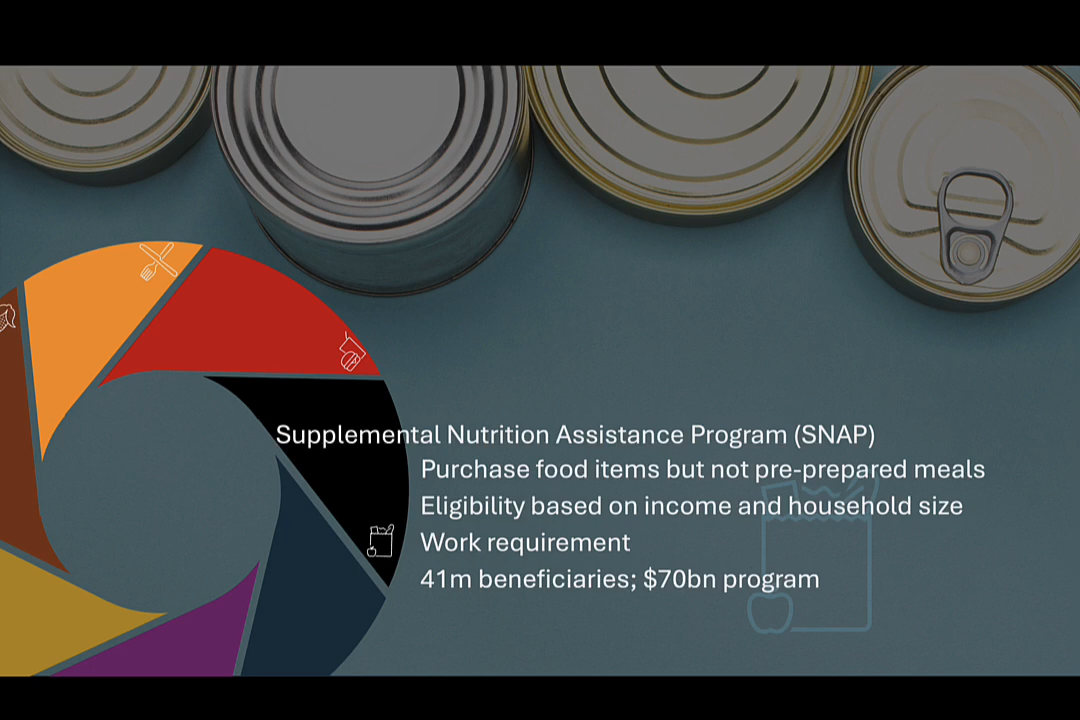 Supplemental Nutrition Assistance Program (SNAP)
Purchase food items but not pre-prepared meals
Eligibility based on income and household size
Work requirement
41m beneficiaries; $70bn program